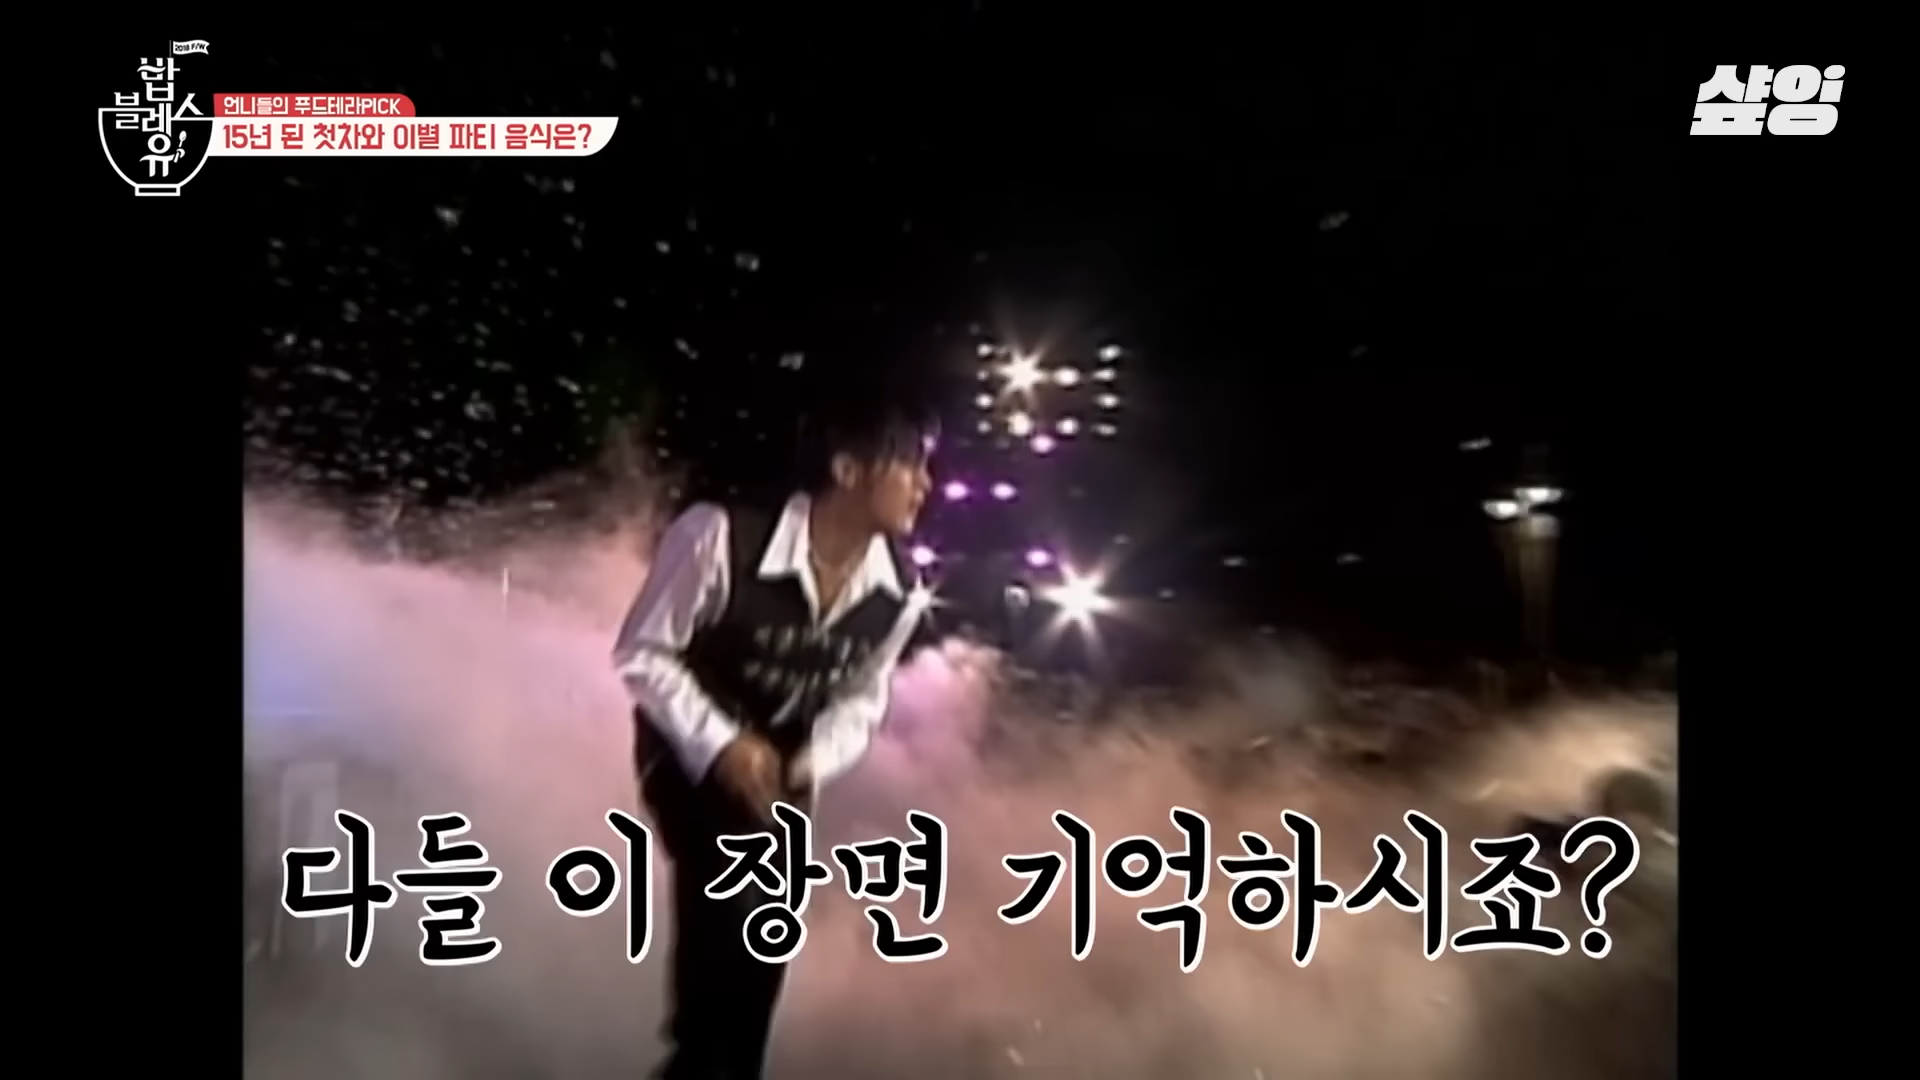 2018 F/W
밥
블레스
유
언니들의 푸드테라PICK
15년 된 첫차와 이별 파티 음식은?
샾잉
다들 이 장면 기억하시죠?